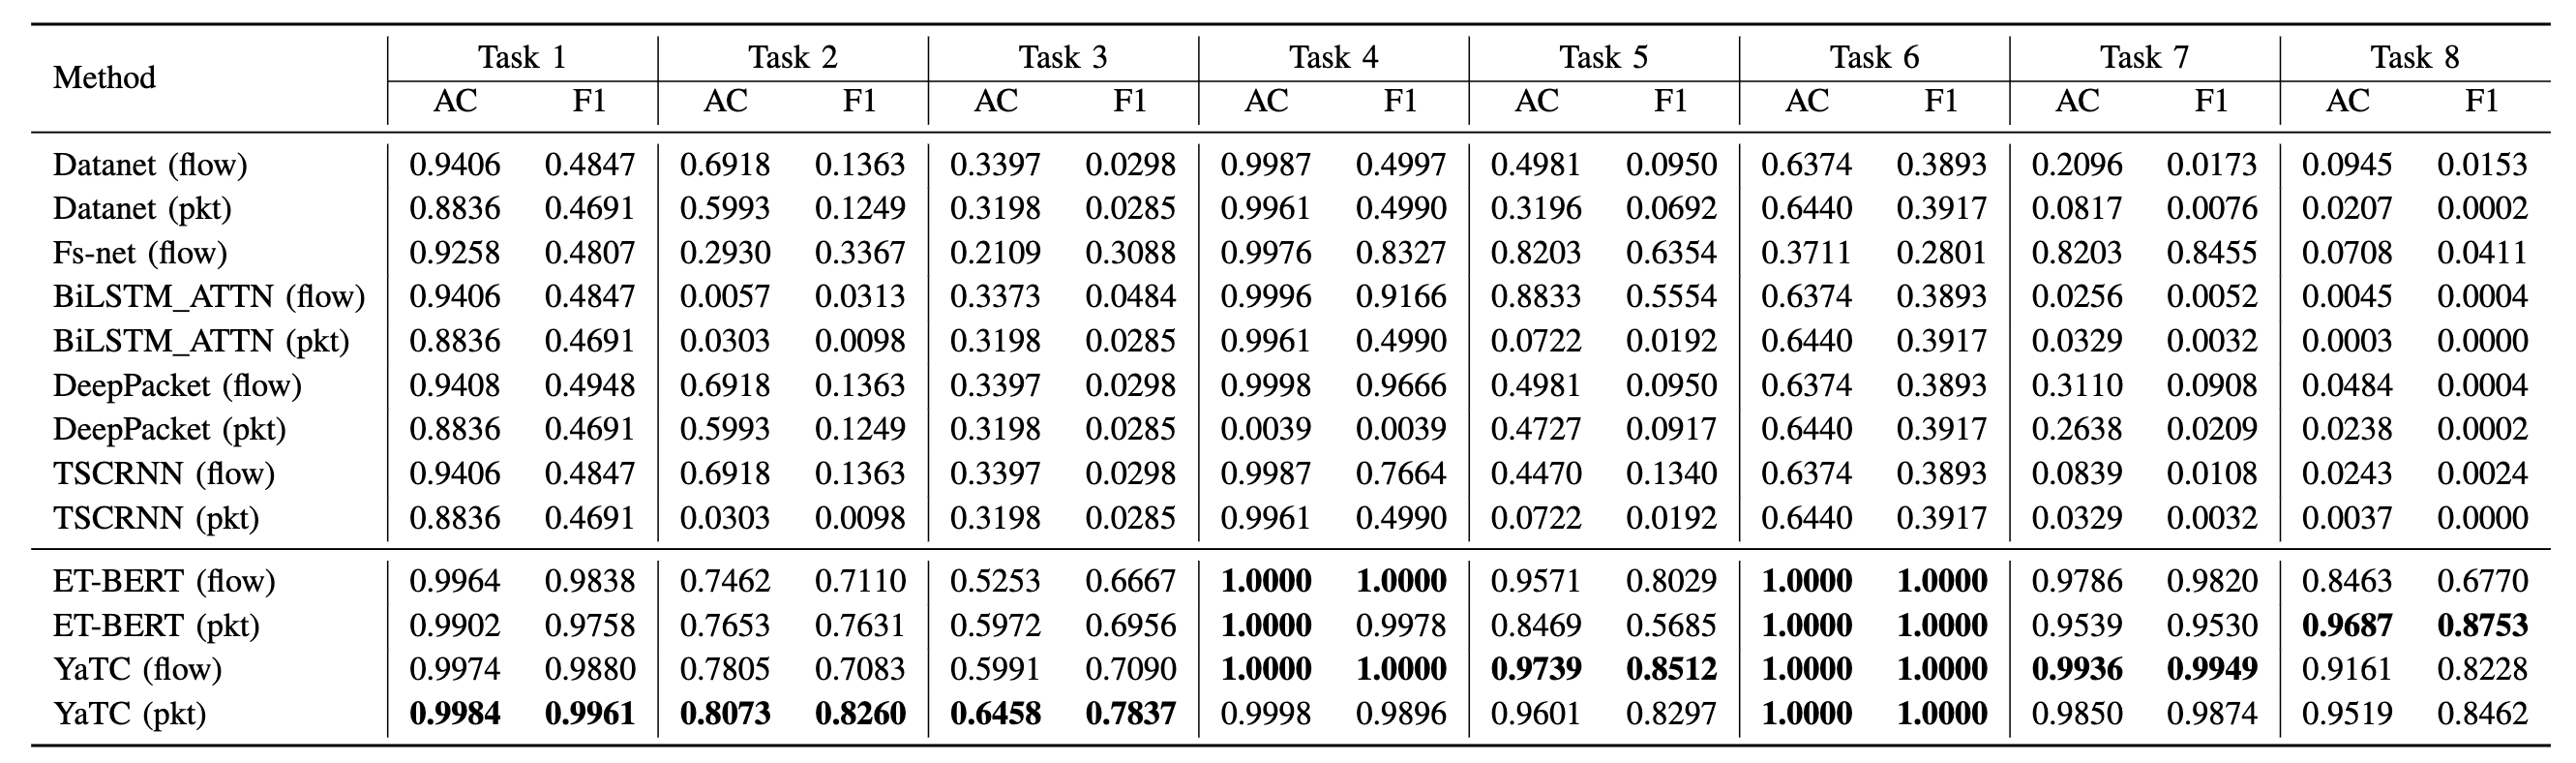 Method Task 1 Task 2 Task 3 Task 4 Task 5 Task 6 Task 7 Task 8
AC F1 AC F1 AC F1 AC F1 AC F1 AC F1 AC F1 AC F1
Datanet (flow) 0.9406 0.4847 0.6918 0.1363 0.3397 0.0298 0.9987 0.4997 0.4981 0.0950 0.6374 0.3893 0.2096 0.0173 0.0945 0.0153
Datanet (pkt) 0.8836 0.4691 0.5993 0.1249 0.3198 0.0285 0.9961 0.4990 0.3196 0.0692 0.6440 0.3917 0.0817 0.0076 0.0207 0.0002
Fs-net (flow) 0.9258 0.4807 0.2930 0.3367 0.2109 0.3088 0.9976 0.8327 0.8203 0.6354 0.3711 0.2801 0.8203 0.8455 0.0708 0.0411
BiLSTM_ATTN (flow) 0.9406 0.4847 0.0057 0.0313 0.3373 0.0484 0.9996 0.9166 0.8833 0.5554 0.6374 0.3893 0.0256 0.0052 0.0045 0.0004
BiLSTM_ATTN (pkt) 0.8836 0.4691 0.0303 0.0098 0.3198 0.0285 0.9961 0.4990 0.0722 0.0192 0.6440 0.3917 0.0329 0.0032 0.0003 0.0000
DeepPacket (flow) 0.9408 0.4948 0.6918 0.1363 0.3397 0.0298 0.9998 0.9666 0.4981 0.0950 0.6374 0.3893 0.3110 0.0908 0.0484 0.0004
DeepPacket (pkt) 0.8836 0.4691 0.5993 0.1249 0.3198 0.0285 0.0039 0.0039 0.4727 0.0917 0.6440 0.3917 0.2638 0.0209 0.0238 0.0002
TSCRNN (flow) 0.9406 0.4847 0.6918 0.1363 0.3397 0.0298 0.9987 0.7664 0.4470 0.1340 0.6374 0.3893 0.0839 0.0108 0.0243 0.0024
TSCRNN (pkt) 0.8836 0.4691 0.0303 0.0098 0.3198 0.0285 0.9961 0.4990 0.0722 0.0192 0.6440 0.3917 0.0329 0.0032 0.0037 0.0000
ET-BERT (flow) 0.9964 0.9838 0.7462 0.7110 0.5253 0.6667 1.0000 1.0000 0.9571 0.8029 1.0000 1.0000 0.9786 0.9820 0.8463 0.6770
ET-BERT (pkt) 0.9902 0.9758 0.7653 0.7631 0.5972 0.6956 1.0000 0.9978 0.8469 0.5685 1.0000 1.0000 0.9539 0.9530 0.9687 0.8753
YaTC (flow) 0.9974 0.9880 0.7805 0.7083 0.5991 0.7090 1.0000 1.0000 0.9739 0.8512 1.0000 1.0000 0.9936 0.9949 0.9161 0.8228
YaTC (pkt) 0.9984 0.9961 0.8073 0.8260 0.6458 0.7837 0.9998 0.9896 0.9601 0.8297 1.0000 1.0000 0.9850 0.9874 0.9519 0.8462